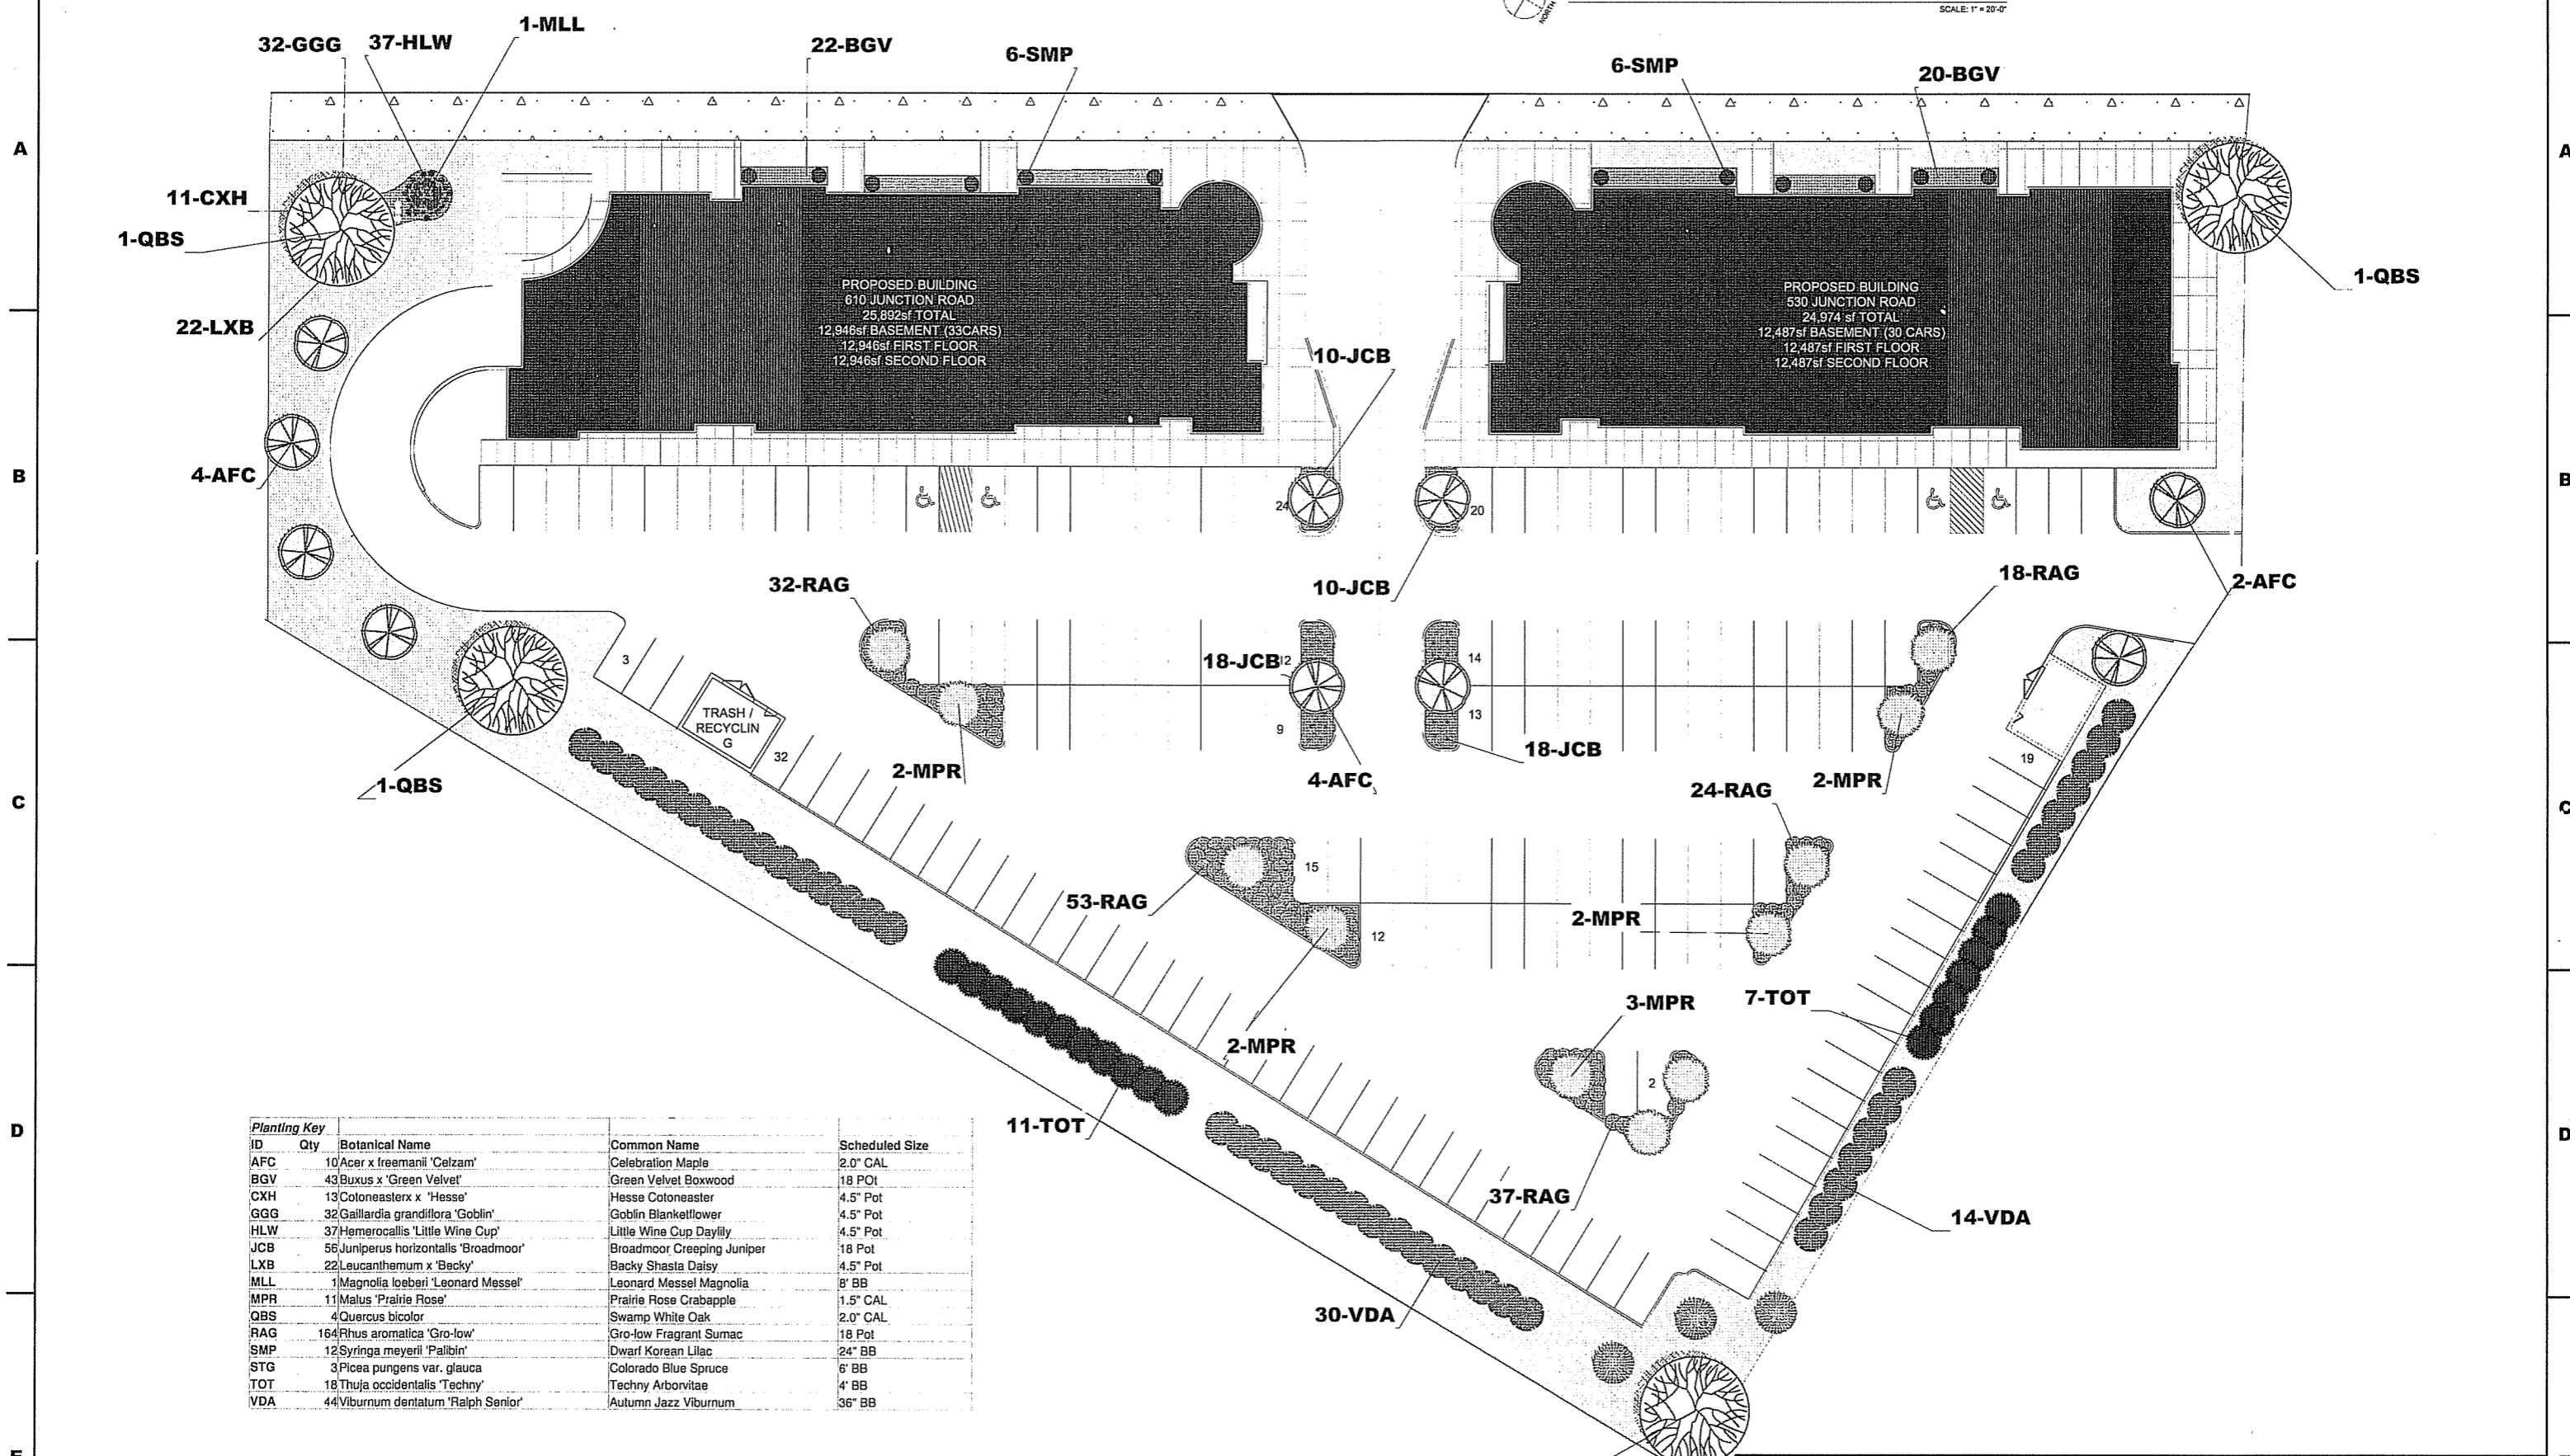 NORTH
SCALE: 1" = 20'-0"
1-MLL
32-GGG
37-HLW
22-BGV
6-SMP
6-SMP
20-BGV
A
A
11-CXH
1-QBS
1-QBS
22-LXB
PROPOSED BUILDING
610 JUNCTION ROAD
25,892sf TOTAL
12,946sf BASEMENT (33CARS)
12,946sf FIRST FLOOR
12,946sf SECOND FLOOR
PROPOSED BUILDING
530 JUNCTION ROAD
24,974 sf TOTAL
12,487sf BASEMENT (30 CARS)
12,487sf FIRST FLOOR
12,487sf SECOND FLOOR
10-JCB
B
4-AFC
24
20
B
32-RAG
10-JCB
18-RAG
2-AFC
3
18-JCB
12
14
TRASH /
RECYCLIN
G
32
9
13
18-JCB
19
1-QBS
2-MPR
4-AFC
2-MPR
C
C
24-RAG
15
53-RAG
2-MPR
12
3-MPR
7-TOT
2-MPR
2
D
11-TOT
D
37-RAG
14-VDA
30-VDA
Planting Key
ID Qty Botanical Name Common Name Scheduled Size
AFC 10 Acer x freemanii 'Celzam' Celebration Maple 2.0" CAL
BGV 43 Buxus x 'Green Velvet' Green Velvet Boxwood 18 POt
CXH 13 Cotoneasterx x 'Hesse' Hesse Cotoneaster 4.5" Pot
GGG 32 Gaillardia grandiflora 'Goblin' Goblin Blanketflower 4.5" Pot
HLW 37 Hemerocallis 'Little Wine Cup' Little Wine Cup Daylily 4.5" Pot
JCB 56 Juniperus horizontalis 'Broadmoor' Broadmoor Creeping Juniper 18 Pot
LXB 22 Leucanthemum x 'Becky' Backy Shasta Daisy 4.5" Pot
MLL 1 Magnolia loeberi 'Leonard Messel' Leonard Messel Magnolia 8' BB
MPR 11 Malus 'Prairie Rose' Prairie Rose Crabapple 1.5" CAL
QBS 4 Quercus bicolor Swamp White Oak 2.0" CAL
RAG 164 Rhus aromatica 'Gro-low' Gro-low Fragrant Sumac 18 Pot
SMP 12 Syringa meyerii 'Palibin' Dwarf Korean Lilac 24" BB
STG 3 Picea pungens var. glauca Colorado Blue Spruce 6' BB
TOT 18 Thuja occidentalis 'Techny' Techny Arborvitae 4' BB
VDA 44 Viburnum dentatum 'Ralph Senior' Autumn Jazz Viburnum 36" BB